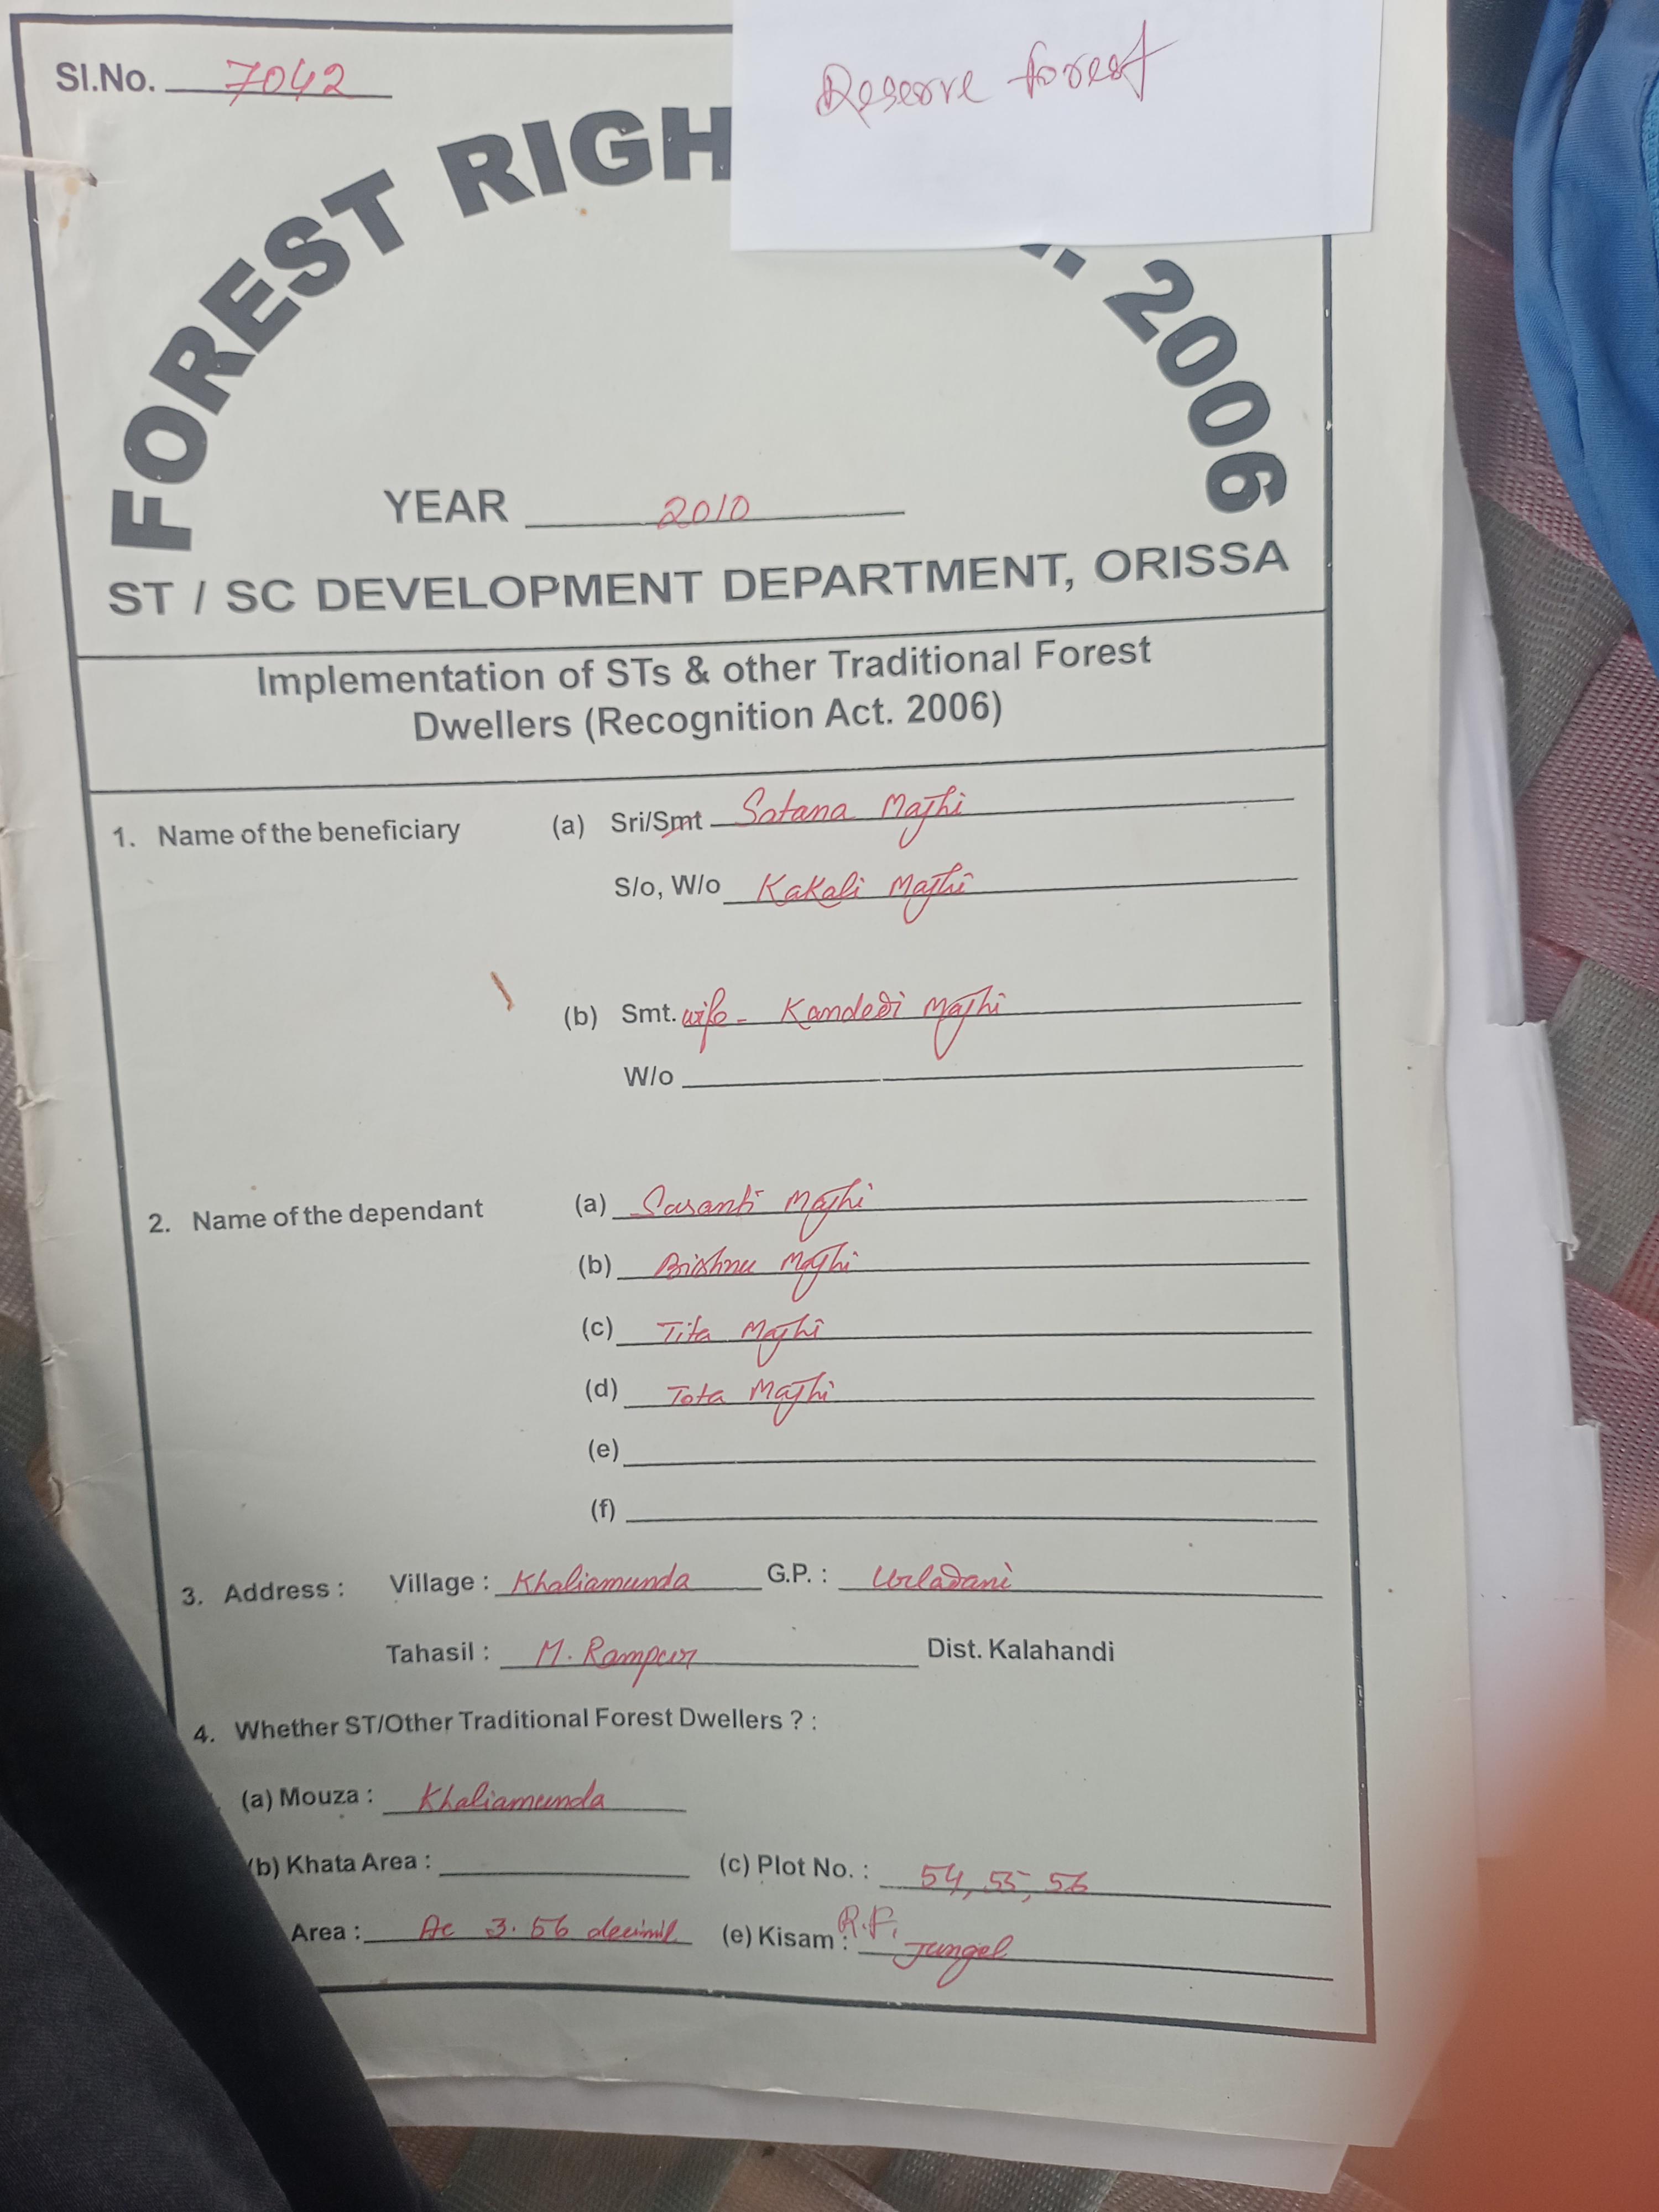 Sl.No. 7042
Reserve forest
FOREST RIGH
. 2006
YEAR 2010
ST / SC DEVELOPMENT DEPARTMENT, ORISSA
Implementation of STs & other Traditional Forest
Dwellers (Recognition Act. 2006)
1. Name of the beneficiary (a) Sri/Smt Satana Majhi
S/o, W/o Kakali Majhi
(b) Smt. wife - Majhi
W/o
2. Name of the dependant (a) Majhi
(b) Majhi
(c) Tita Majhi
(d) Tota Majhi
(e)
(f)
3. Address : Village : Khaliamunda G.P. : Urladani
Tahasil : M. Rampur Dist. Kalahandi
4. Whether ST/Other Traditional Forest Dwellers ? :
(a) Mouza : Khaliamunda
(b) Khata Area : (c) Plot No. : 54, 55, 56
Area : Ac 3.56 decimil (e) Kisam : R.F. Jungel